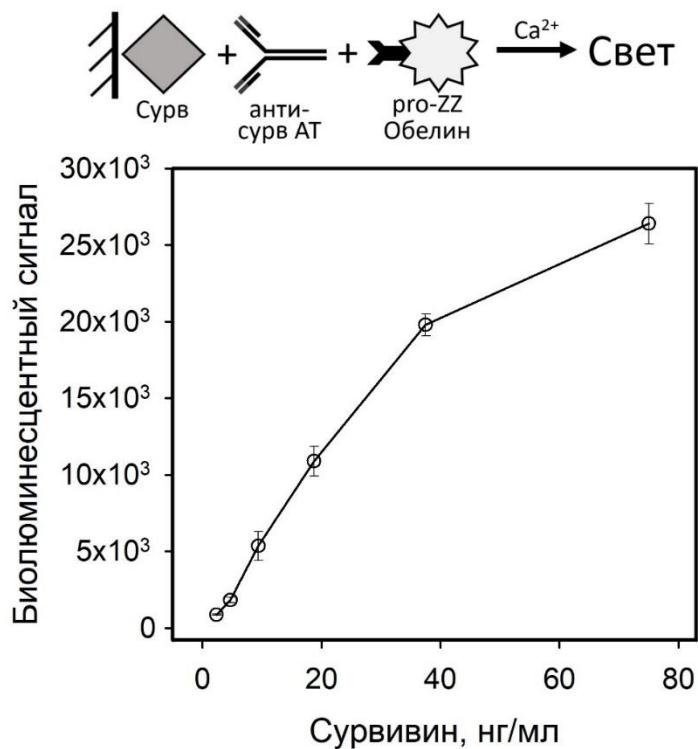 Ca²⁺
+ + Свет
Сурв анти-сурв АТ pro-ZZ Обелин
30x10³
25x10³
20x10³
15x10³
10x10³
5x10³
0
Биолюминесцентный сигнал
0 20 40 60 80
Сурвивин, нг/мл